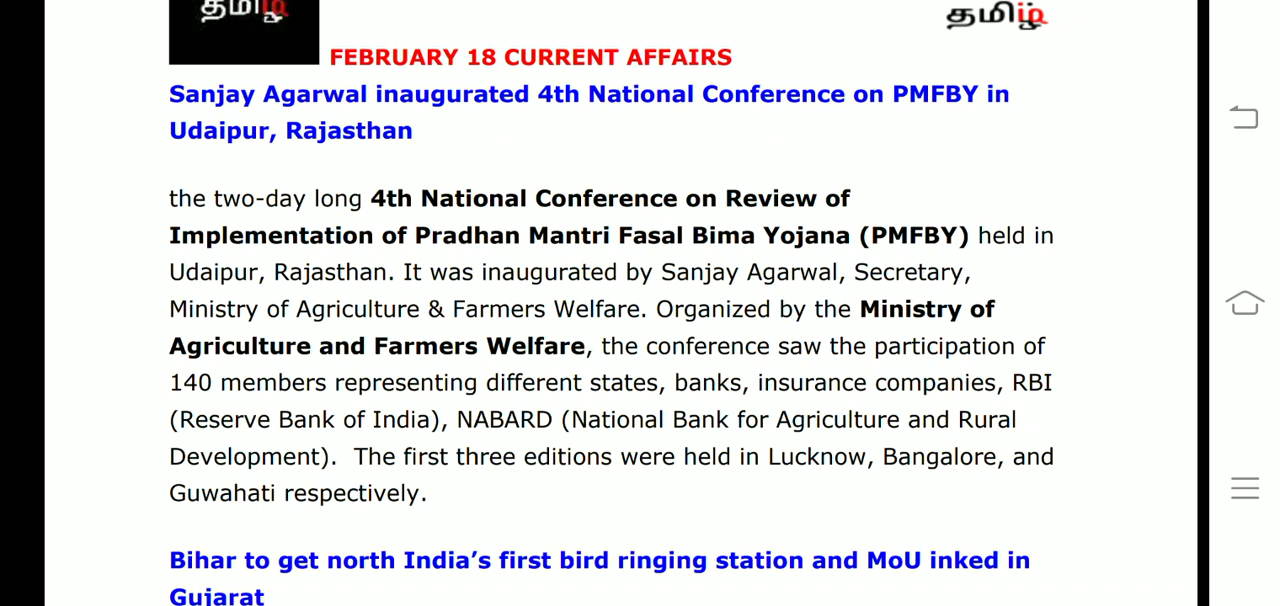 தமிழ்
தமிழ்
FEBRUARY 18 CURRENT AFFAIRS
Sanjay Agarwal inaugurated 4th National Conference on PMFBY in
Udaipur, Rajasthan
the two-day long 4th National Conference on Review of
Implementation of Pradhan Mantri Fasal Bima Yojana (PMFBY) held in
Udaipur, Rajasthan. It was inaugurated by Sanjay Agarwal, Secretary,
Ministry of Agriculture & Farmers Welfare. Organized by the Ministry of
Agriculture and Farmers Welfare, the conference saw the participation of
140 members representing different states, banks, insurance companies, RBI
(Reserve Bank of India), NABARD (National Bank for Agriculture and Rural
Development).  The first three editions were held in Lucknow, Bangalore, and
Guwahati respectively.
Bihar to get north India’s first bird ringing station and MoU inked in
Gujarat